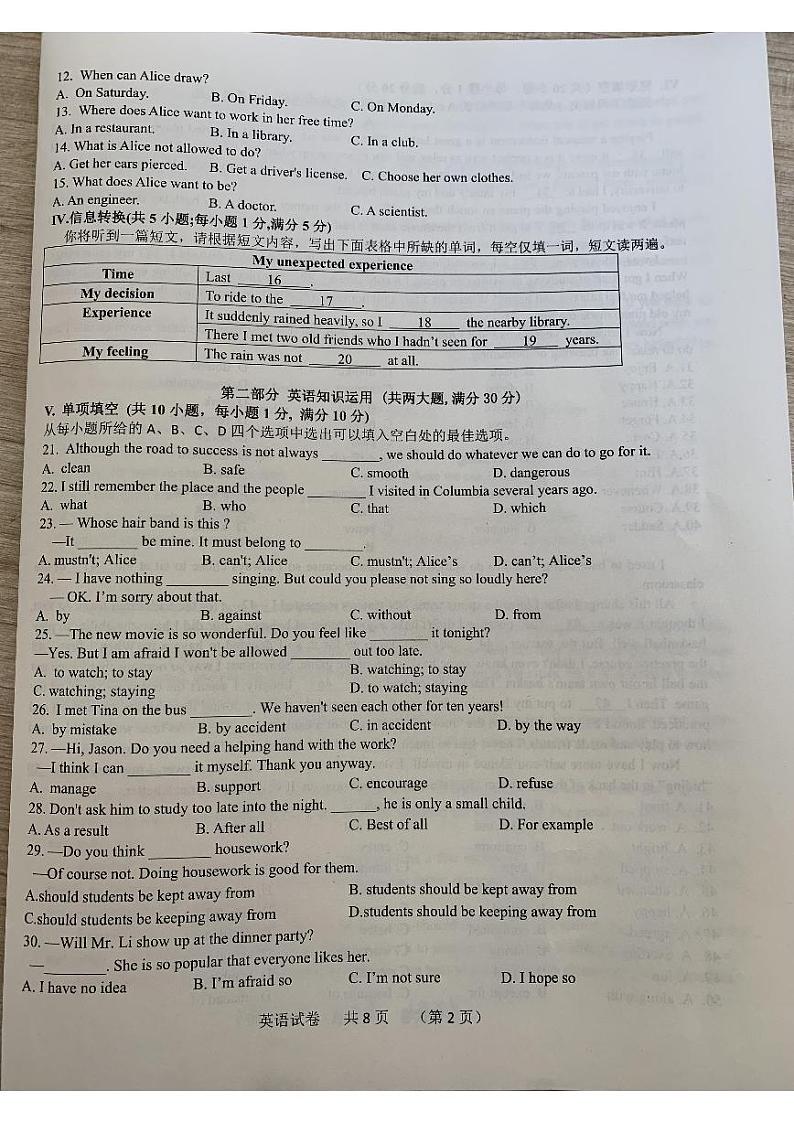 12. When can Alice draw?
A. On Saturday. B. On Friday. C. On Monday.
13. Where does Alice want to work in her free time?
A. In a restaurant. B. In a library. C. In a club.
14. What is Alice not allowed to do?
A. Get her ears pierced. B. Get a driver's license. C. Choose her own clothes.
15. What does Alice want to be?
A. An engineer. B. A doctor. C. A scientist.
IV.信息转换(共 5 小题;每小题 1 分,满分 5 分)
你将听到一篇短文，请根据短文内容，写出下面表格中所缺的单词，每空仅填一词，短文读两遍。
My unexpected experience
Time Last ____16____.
My decision To ride to the ____17____.
Experience It suddenly rained heavily, so I ____18____ the nearby library.
There I met two old friends who I hadn't seen for ____19____ years.
My feeling The rain was not ____20____ at all.
第二部分 英语知识运用 (共两大题,满分 30 分)
V. 单项填空 (共 10 小题，每小题 1 分, 满分 10 分)
从每小题所给的 A、B、C、D 四个选项中选出可以填入空白处的最佳选项。
21. Although the road to success is not always ________, we should do whatever we can do to go for it.
A. clean B. safe C. smooth D. dangerous
22. I still remember the place and the people ________ I visited in Columbia several years ago.
A. what B. who C. that D. which
23. — Whose hair band is this ?
—It ________ be mine. It must belong to ________.
A. mustn't; Alice B. can't; Alice C. mustn't; Alice's D. can't; Alice's
24. — I have nothing ________ singing. But could you please not sing so loudly here?
— OK. I'm sorry about that.
A. by B. against C. without D. from
25. —The new movie is so wonderful. Do you feel like ________ it tonight?
—Yes. But I am afraid I won't be allowed ________ out too late.
A. to watch; to stay B. watching; to stay
C. watching; staying D. to watch; staying
26. I met Tina on the bus ________. We haven't seen each other for ten years!
A. by mistake B. by accident C. in accident D. by the way
27. —Hi, Jason. Do you need a helping hand with the work?
—I think I can ________ it myself. Thank you anyway.
A. manage B. support C. encourage D. refuse
28. Don't ask him to study too late into the night. ______, he is only a small child.
A. As a result B. After all C. Best of all D. For example
29. —Do you think ________ housework?
—Of course not. Doing housework is good for them.
A.should students be kept away from B. students should be kept away from
C.should students be keeping away from D.students should be keeping away from
30. —Will Mr. Li show up at the dinner party?
—________. She is so popular that everyone likes her.
A. I have no idea B. I'm afraid so C. I'm not sure D. I hope so
英语试卷 共 8 页 （第 2 页）